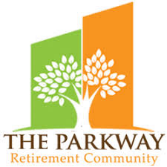 THE PARKWAY
Retirement Community